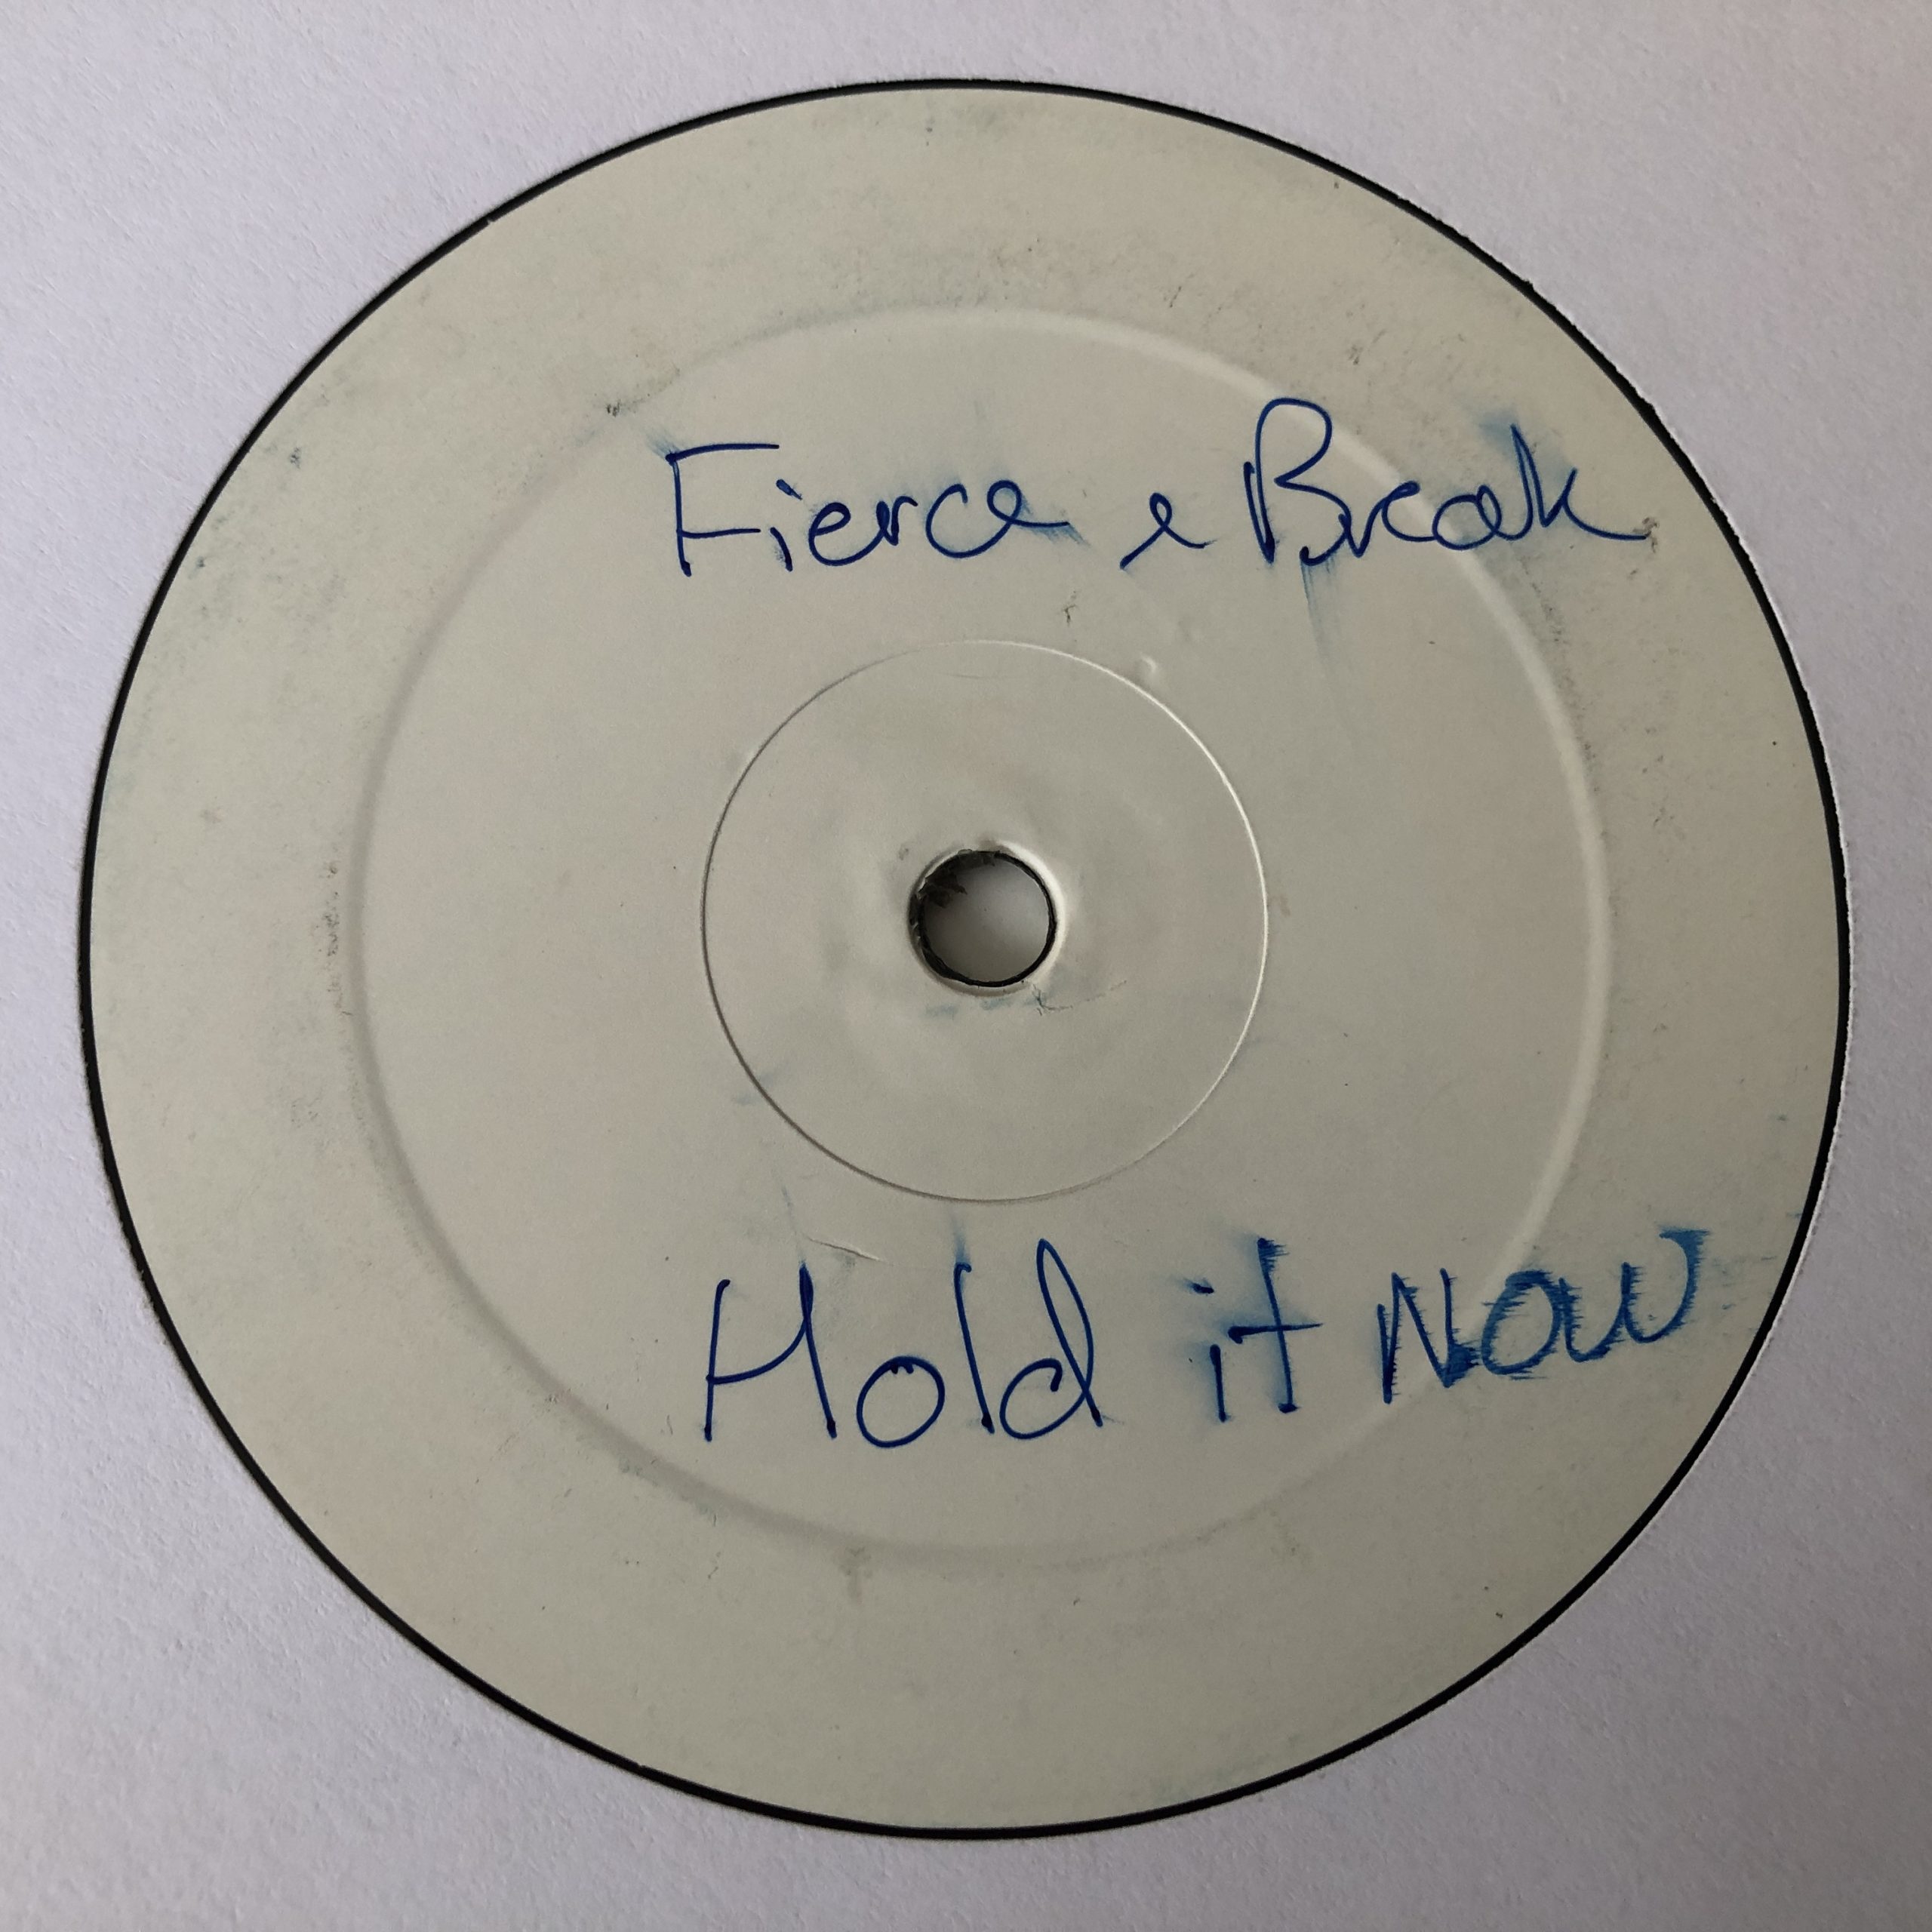 Fierce & Break
Hold it NOW